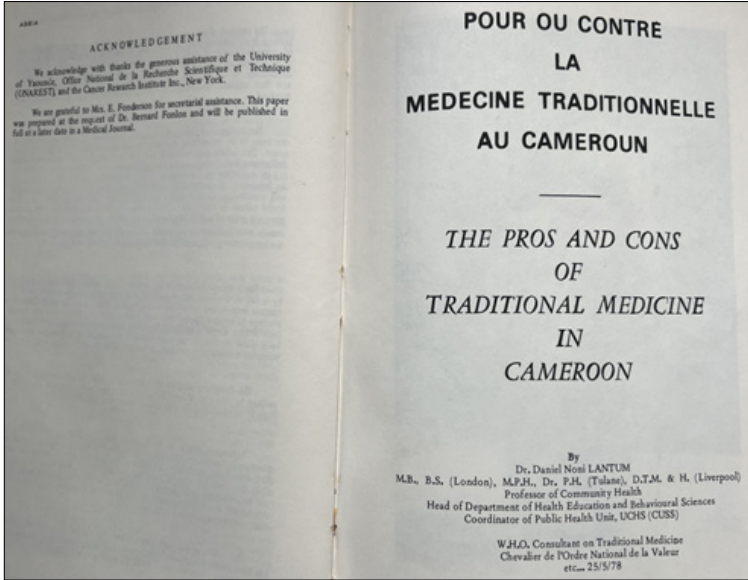 ABBIA
ACKNOWLEDGEMENT
We acknowledge with thanks the generous assistance of the University
of Yaounde, Office National de la Recherche Scientifique et Technique
(ONAREST), and the Cancer Research Institute Inc., New York.
We are grateful to Mrs. E. Fonderson for secretarial assistance. This paper
was prepared at the request of Dr. Bernard Fonlon and will be published in
full at a later date in a Medical Journal.
POUR OU CONTRE
LA
MEDECINE TRADITIONNELLE
AU CAMEROUN
THE PROS AND CONS
OF
TRADITIONAL MEDICINE
IN
CAMEROON
By
Dr. Daniel Noni LANTUM
M.B., B.S. (London), M.P.H., Dr. P.H. (Tulane), D.T.M. & H. (Liverpool)
Professor of Community Health
Head of Department of Health Education and Behavioural Sciences
Coordinator of Public Health Unit, UCHS (CUSS)
W.H.O. Consultant on Traditional Medicine
Chevalier de l'Ordre National de la Valeur
etc... 25/5/78